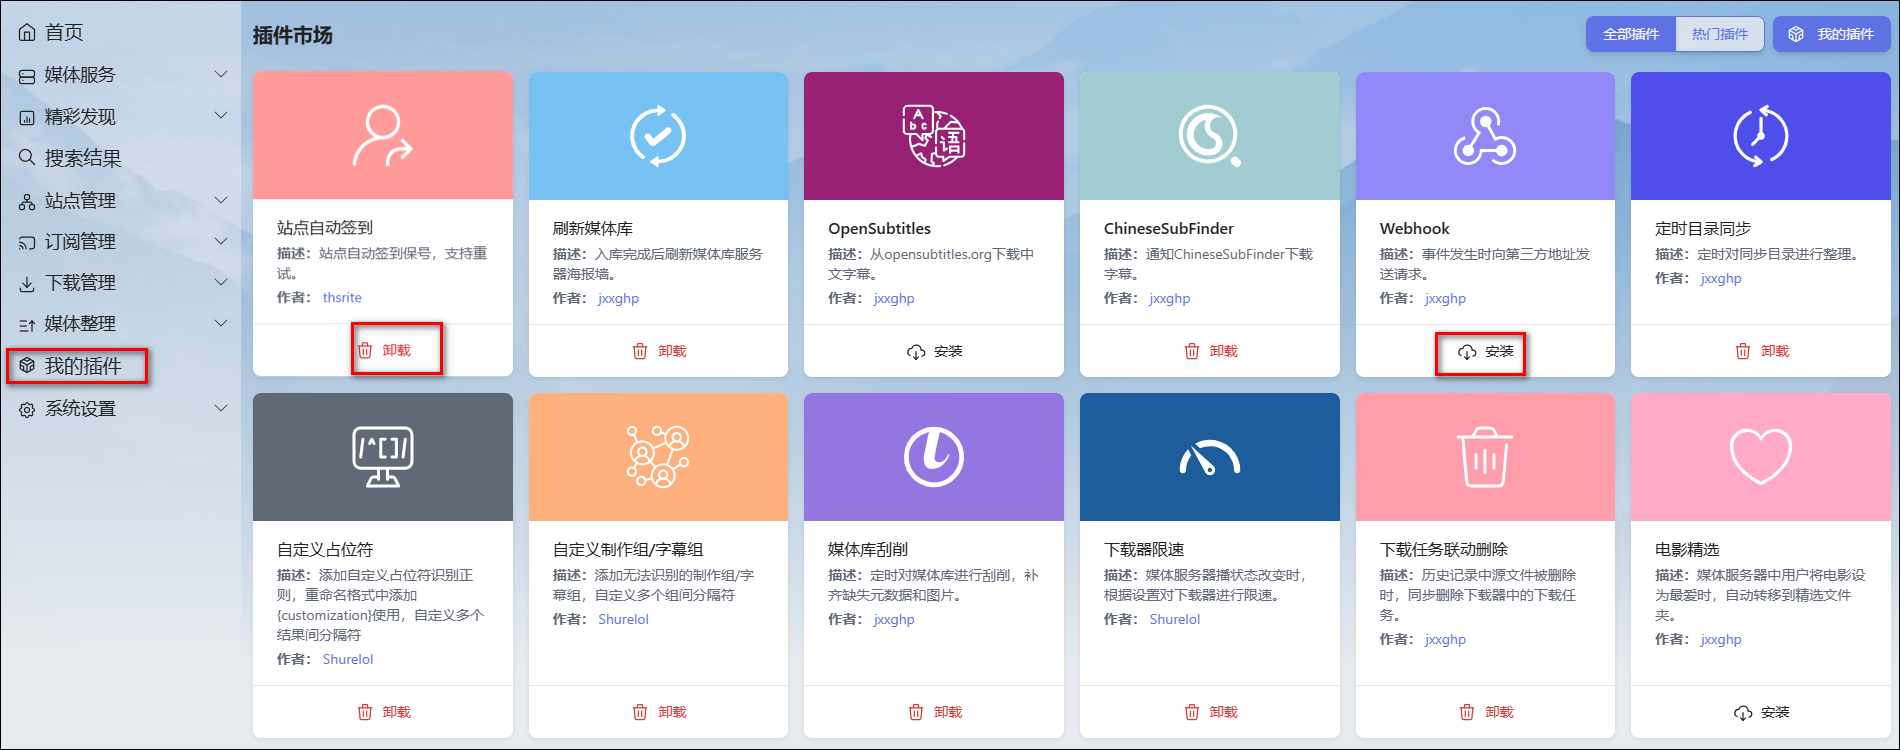 首页
媒体服务
精彩发现
搜索结果
站点管理
订阅管理
下载管理
媒体整理
我的插件
系统设置
插件市场
全部插件
热门插件
我的插件
站点自动签到
描述：站点自动签到保号，支持重
试。
作者： thsrite
卸载
刷新媒体库
描述：入库完成后刷新媒体库服务
器海报墙。
作者： jxxghp
卸载
A
b c
语
OpenSubtitles
描述：从opensubtitles.org下载中
文字幕。
作者： jxxghp
安装
ChineseSubFinder
描述：通知ChineseSubFinder下载
字幕。
作者： jxxghp
卸载
Webhook
描述：事件发生时向第三方地址发
送请求。
作者： jxxghp
安装
定时目录同步
描述：定时对同步目录进行整理。
作者： jxxghp
卸载
/^[]/
自定义占位符
描述：添加自定义占位符识别正
则，重命名格式中添加
{customization}使用，自定义多个
结果间分隔符
作者： Shurelol
卸载
自定义制作组/字幕组
描述：添加无法识别的制作组/字
幕组，自定义多个组间分隔符
作者： Shurelol
卸载
媒体库刮削
描述：定时对媒体库进行刮削，补
齐缺失元数据和图片。
作者： jxxghp
卸载
下载器限速
描述：媒体服务器播状态改变时，
根据设置对下载器进行限速。
作者： Shurelol
卸载
下载任务联动删除
描述：历史记录中源文件被删除
时，同步删除下载器中的下载任
务。
作者： jxxghp
卸载
电影精选
描述：媒体服务器中用户将电影设
为最爱时，自动转移到精选文件
夹。
作者： jxxghp
安装